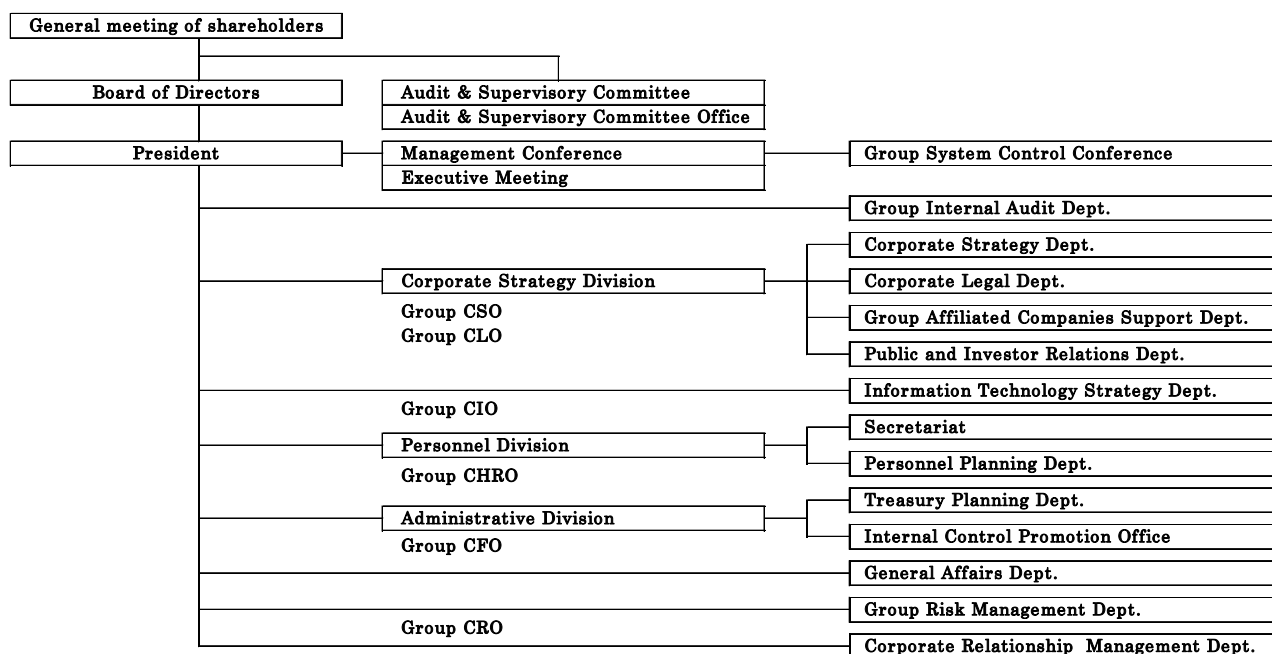 General meeting of shareholders
Board of Directors
Audit & Supervisory Committee
Audit & Supervisory Committee Office
President
Management Conference
Group System Control Conference
Executive Meeting
Group Internal Audit Dept.
Corporate Strategy Dept.
Corporate Strategy Division
Corporate Legal Dept.
Group CSO
Group Affiliated Companies Support Dept.
Group CLO
Public and Investor Relations Dept.
Information Technology Strategy Dept.
Group CIO
Secretariat
Personnel Division
Personnel Planning Dept.
Group CHRO
Treasury Planning Dept.
Administrative Division
Internal Control Promotion Office
Group CFO
General Affairs Dept.
Group Risk Management Dept.
Group CRO
Corporate Relationship Management Dept.